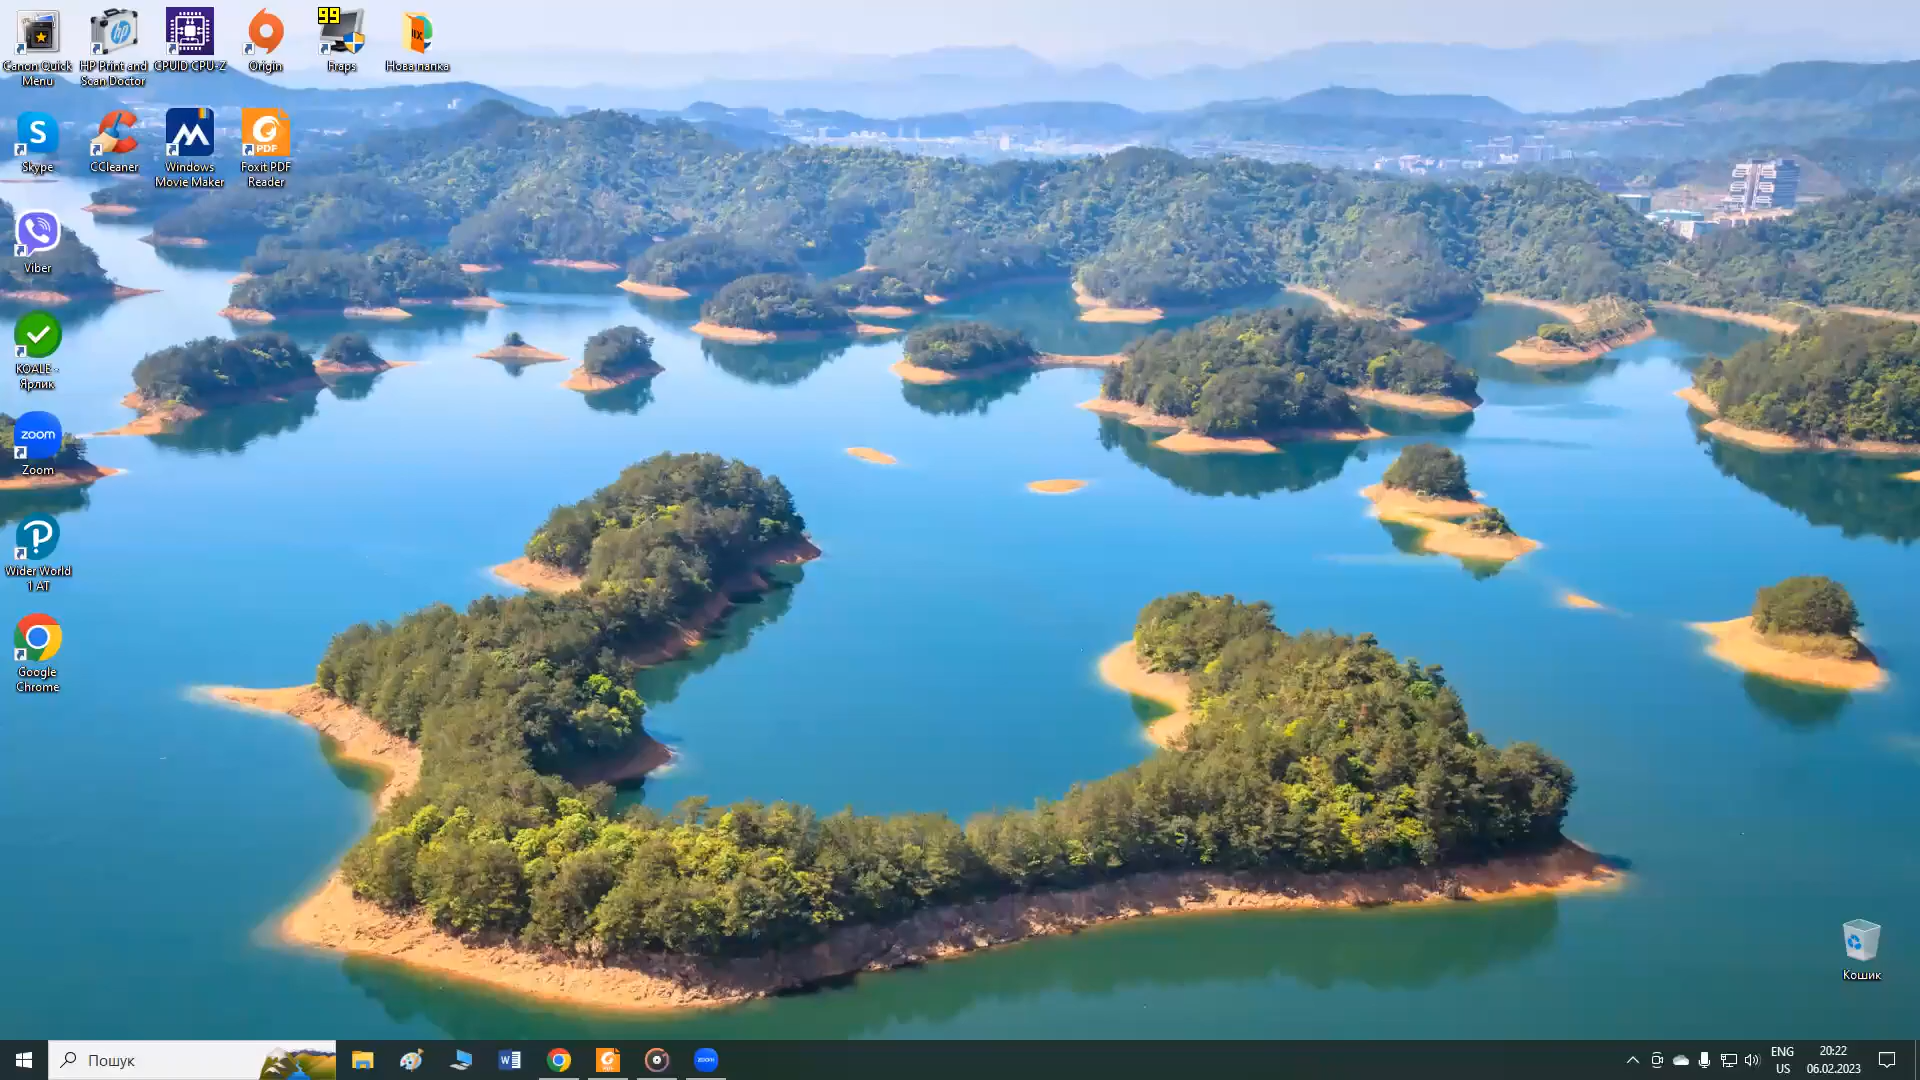 99
Canon Quick
Menu
HP Print and
Scan Doctor
CPUID CPU-Z
Origin
Fraps
Нова папка
Skype
CCleaner
Windows
Movie Maker
PDF
Foxit PDF
Reader
Viber
KOALE -
Ярлик
zoom
Zoom
Wider World
1 AT
Google
Chrome
Кошик
Пошук
ENG
US
20:22
06.02.2023